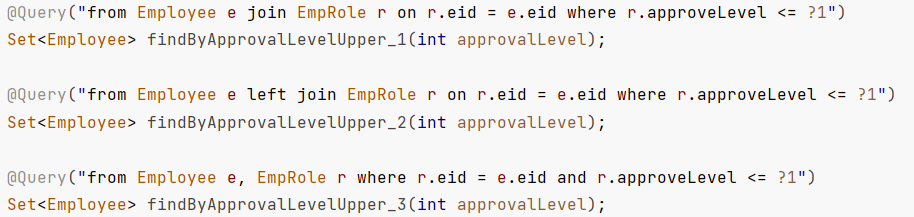 @Query("from Employee e join EmpRole r on r.eid = e.eid where r.approveLevel <= ?1")
Set<Employee> findByApprovalLevelUpper_1(int approvalLevel);
@Query("from Employee e left join EmpRole r on r.eid = e.eid where r.approveLevel <= ?1")
Set<Employee> findByApprovalLevelUpper_2(int approvalLevel);
@Query("from Employee e, EmpRole r where r.eid = e.eid and r.approveLevel <= ?1")
Set<Employee> findByApprovalLevelUpper_3(int approvalLevel);